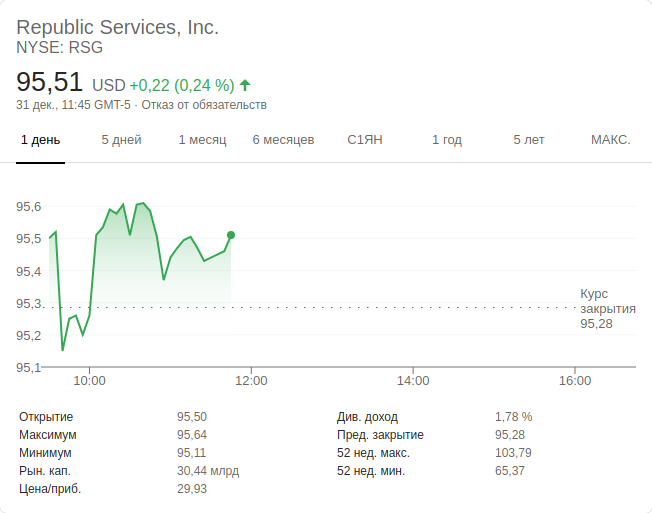 Republic Services, Inc.
NYSE: RSG
95,51 USD +0,22 (0,24 %)
31 дек., 11:45 GMT-5 · Отказ от обязательств
1 день 5 дней 1 месяц 6 месяцев С1ЯН 1 год 5 лет МАКС.
95,6
95,5
95,4
95,3
95,2
95,1
Курс
закрытия
95,28
10:00 12:00 14:00 16:00
Открытие 95,50 Див. доход 1,78 %
Максимум 95,64 Пред. закрытие 95,28
Минимум 95,11 52 нед. макс. 103,79
Рын. кап. 30,44 млрд 52 нед. мин. 65,37
Цена/приб. 29,93